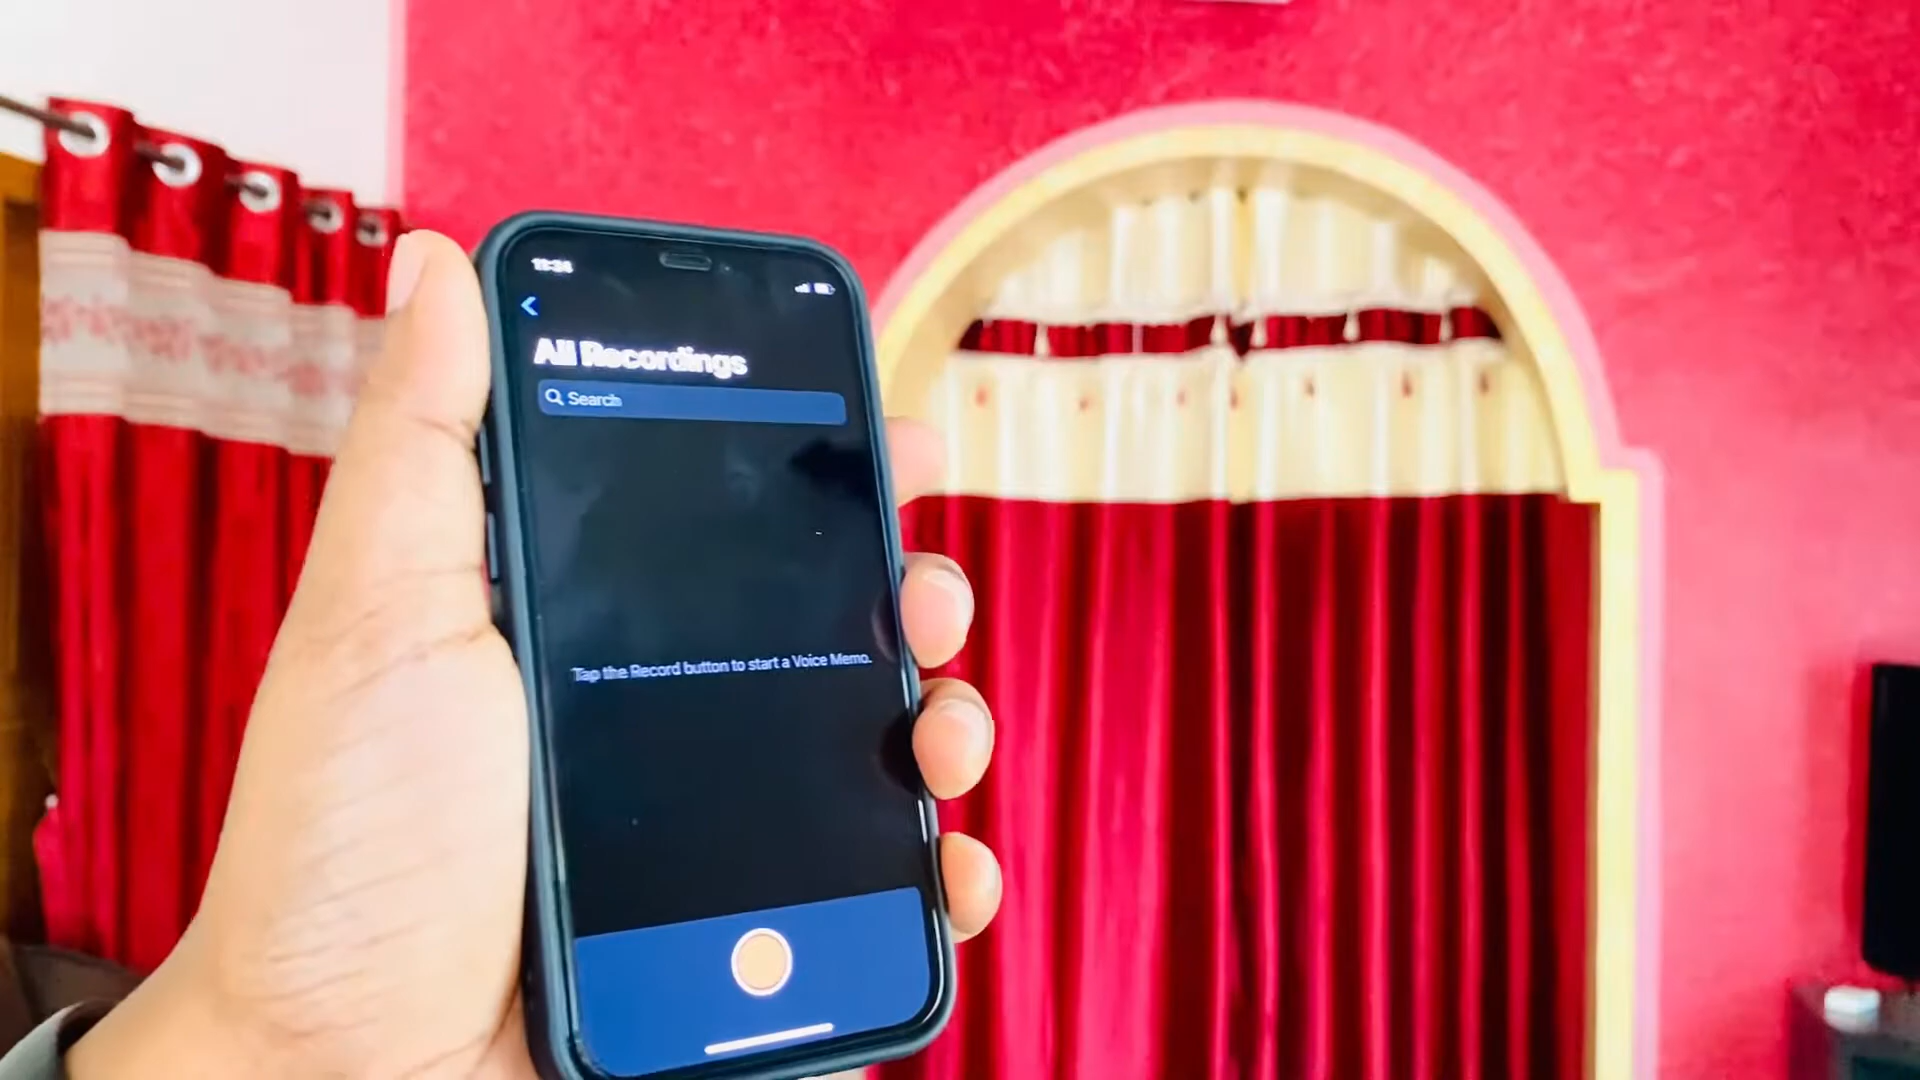 All Recordings
Search
Tap the Record button to start a Voice Memo.